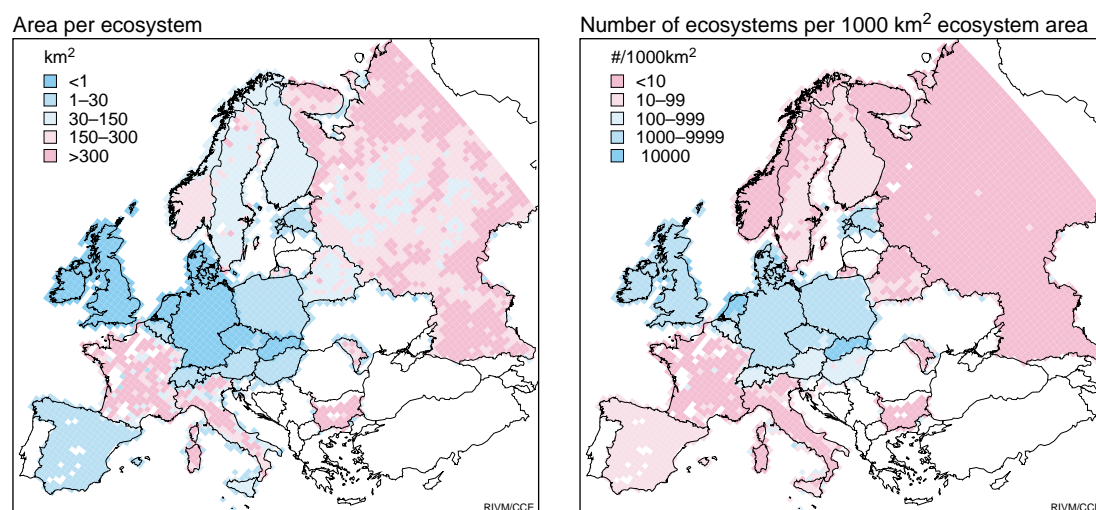 Area per ecosystem
km²
<1
1–30
30–150
150–300
>300
RIVM/CCE
Number of ecosystems per 1000 km² ecosystem area
#/1000km²
<10
10–99
100–999
1000–9999
10000
RIVM/CCE